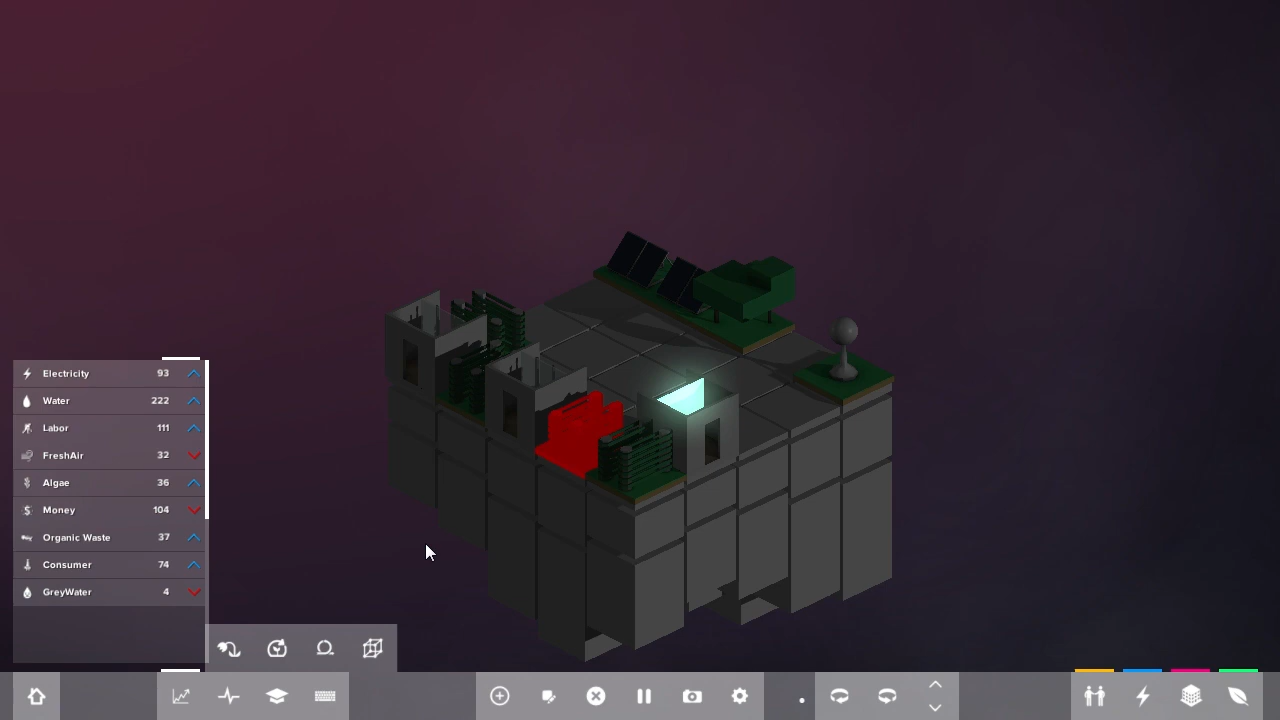 Electricity 93
Water 222
Labor 111
FreshAir 32
Algae 36
Money 104
Organic Waste 37
Consumer 74
GreyWater 4